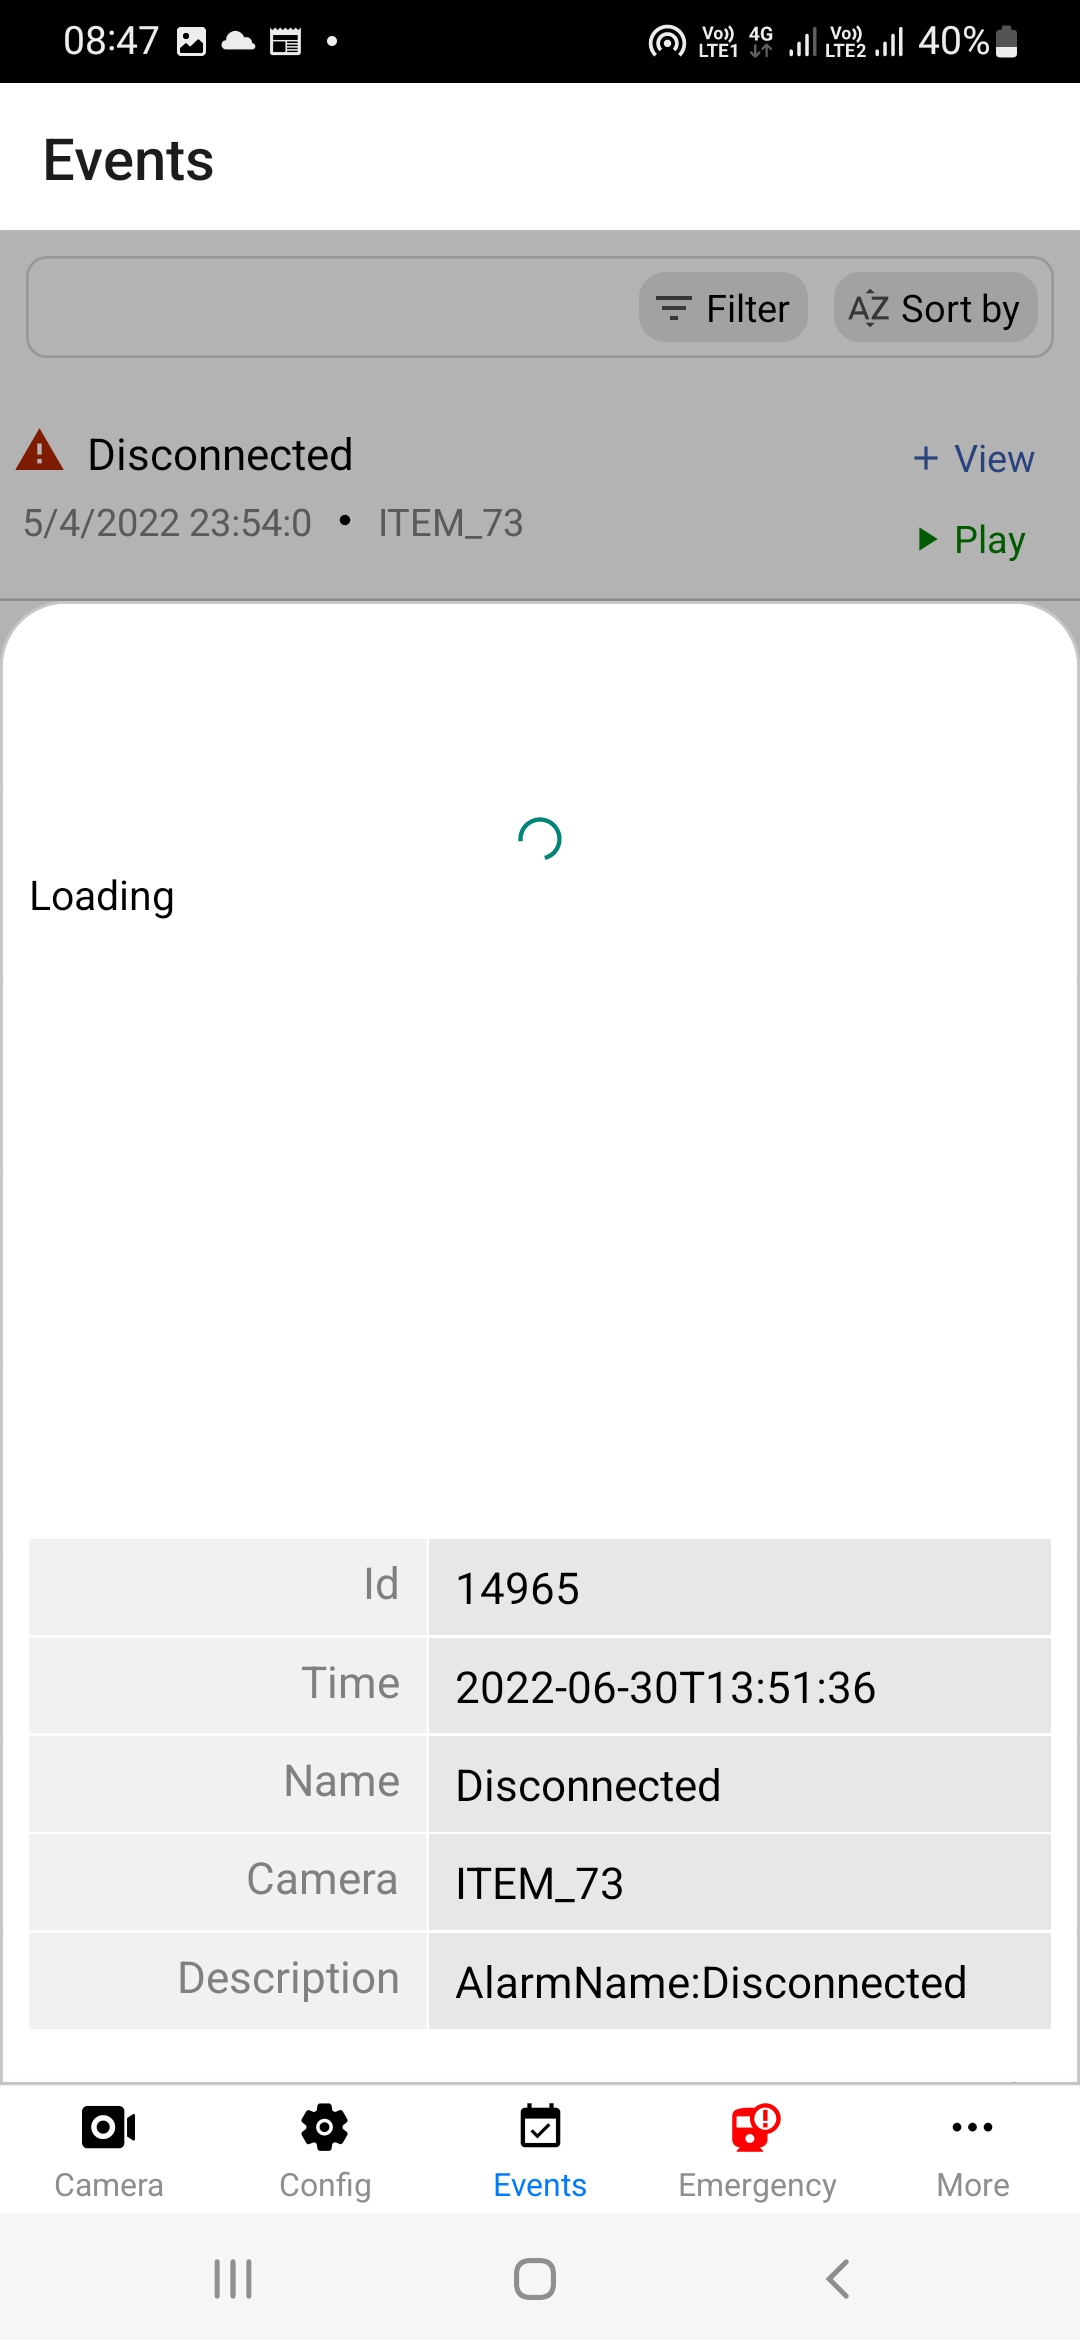 08:47 Vo)) LTE1 4G Vo)) LTE2 40%
Events
Filter AZ Sort by
Disconnected + View
5/4/2022 23:54:0 • ITEM_73
Play
Loading
Id 14965
Time 2022-06-30T13:51:36
Name Disconnected
Camera ITEM_73
Description AlarmName:Disconnected
Camera Config Events Emergency More